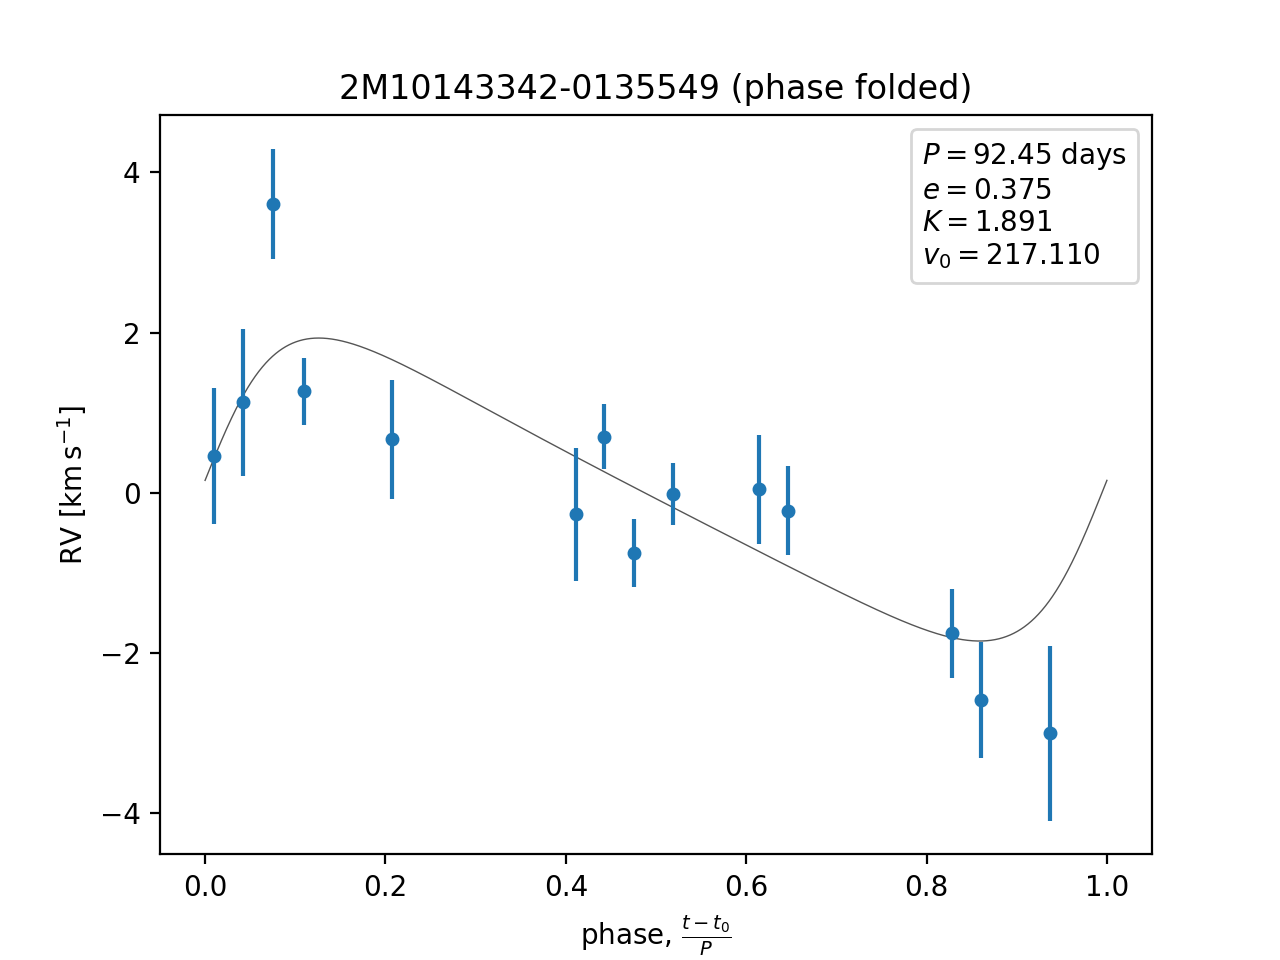 2M10143342-0135549 (phase folded)
P = 92.45 days
e = 0.375
K = 1.891
v₀ = 217.110
4
2
0
−2
−4
RV [km s⁻¹]
0.0 0.2 0.4 0.6 0.8 1.0
phase, (t − t₀)/P